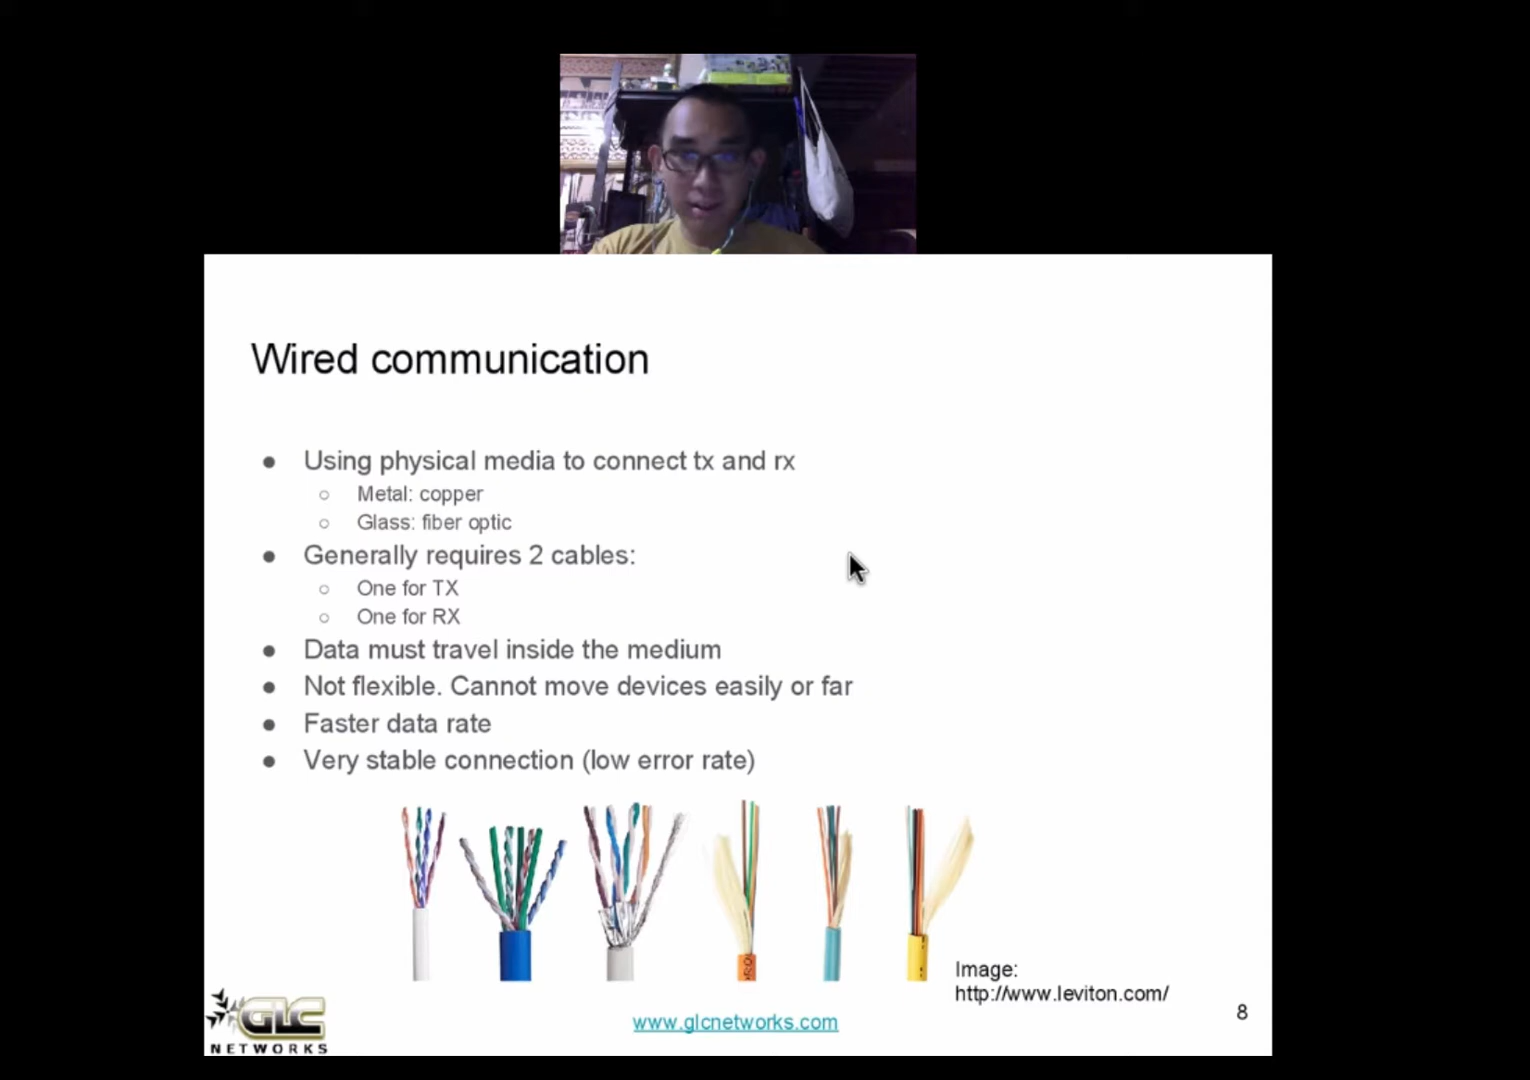 Wired communication
Using physical media to connect tx and rx
Metal: copper
Glass: fiber optic
Generally requires 2 cables:
One for TX
One for RX
Data must travel inside the medium
Not flexible. Cannot move devices easily or far
Faster data rate
Very stable connection (low error rate)
Image:
http://www.leviton.com/
GLC
NETWORKS
www.glcnetworks.com
8